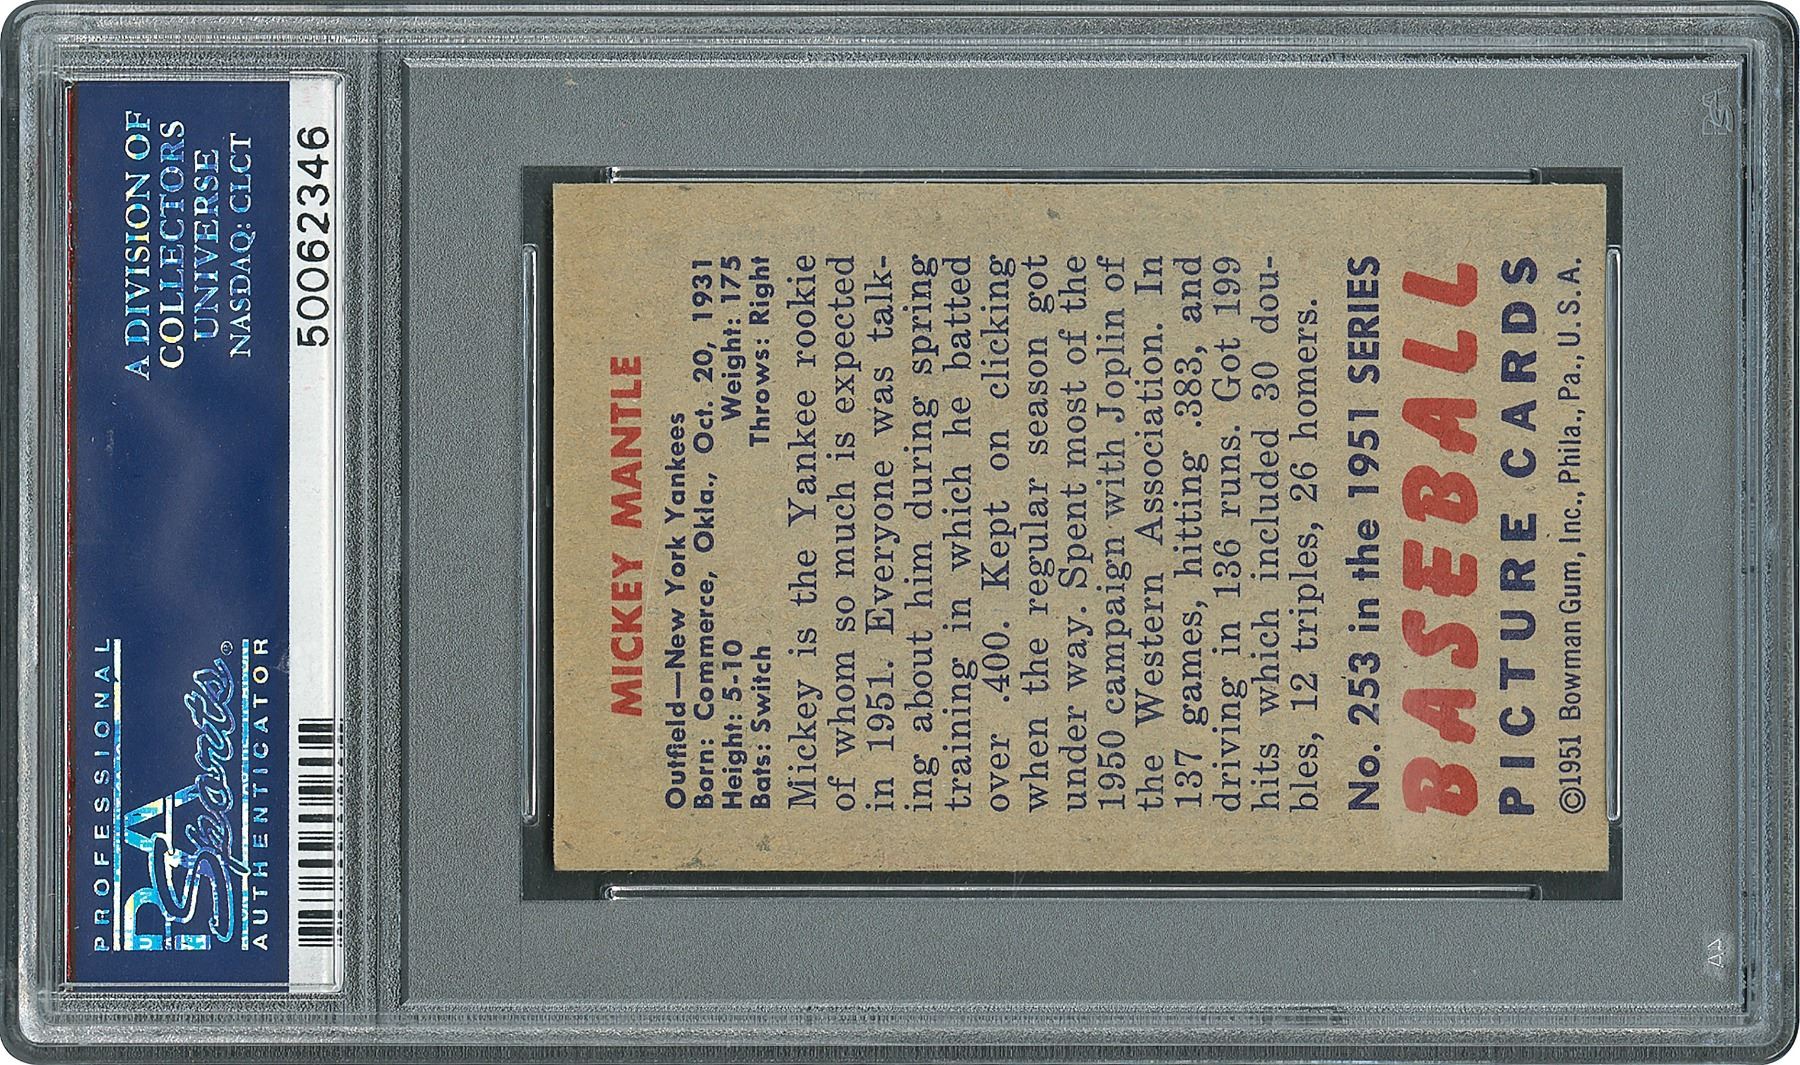 PROFESSIONAL
PSA
Sports®
AUTHENTICATOR
A DIVISION OF
COLLECTORS
UNIVERSE
NASDAQ: CLCT
50062346
MICKEY MANTLE
Outfield—New York Yankees
Born: Commerce, Okla., Oct. 20, 1931
Height: 5-10 Weight: 175
Bats: Switch Throws: Right
Mickey is the Yankee rookie
of whom so much is expected
in 1951. Everyone was talk-
ing about him during spring
training in which he batted
over .400. Kept on clicking
when the regular season got
under way. Spent most of the
1950 campaign with Joplin of
the Western Association. In
137 games, hitting .383, and
driving in 136 runs. Got 199
hits which included 30 dou-
bles, 12 triples, 26 homers.
No. 253 in the 1951 SERIES
BASEBALL
PICTURE CARDS
©1951 Bowman Gum, Inc., Phila., Pa., U.S.A.
PSA